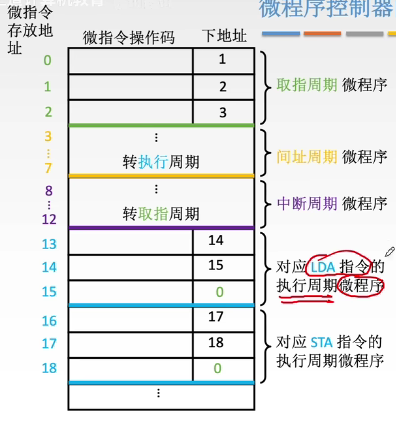 微程序控制器
微指令
存放地
址
微指令操作码 下地址
0 1
1 2
2 3
取指周期 微程序
3 ⋮
⋮
7 转执行周期
间址周期 微程序
8 ⋮
⋮
12 转取指周期
中断周期 微程序
13 14
14 15
15 0
对应 LDA 指令的
执行周期微程序
16 17
17 18
18 0
对应 STA 指令的
执行周期微程序
⋮